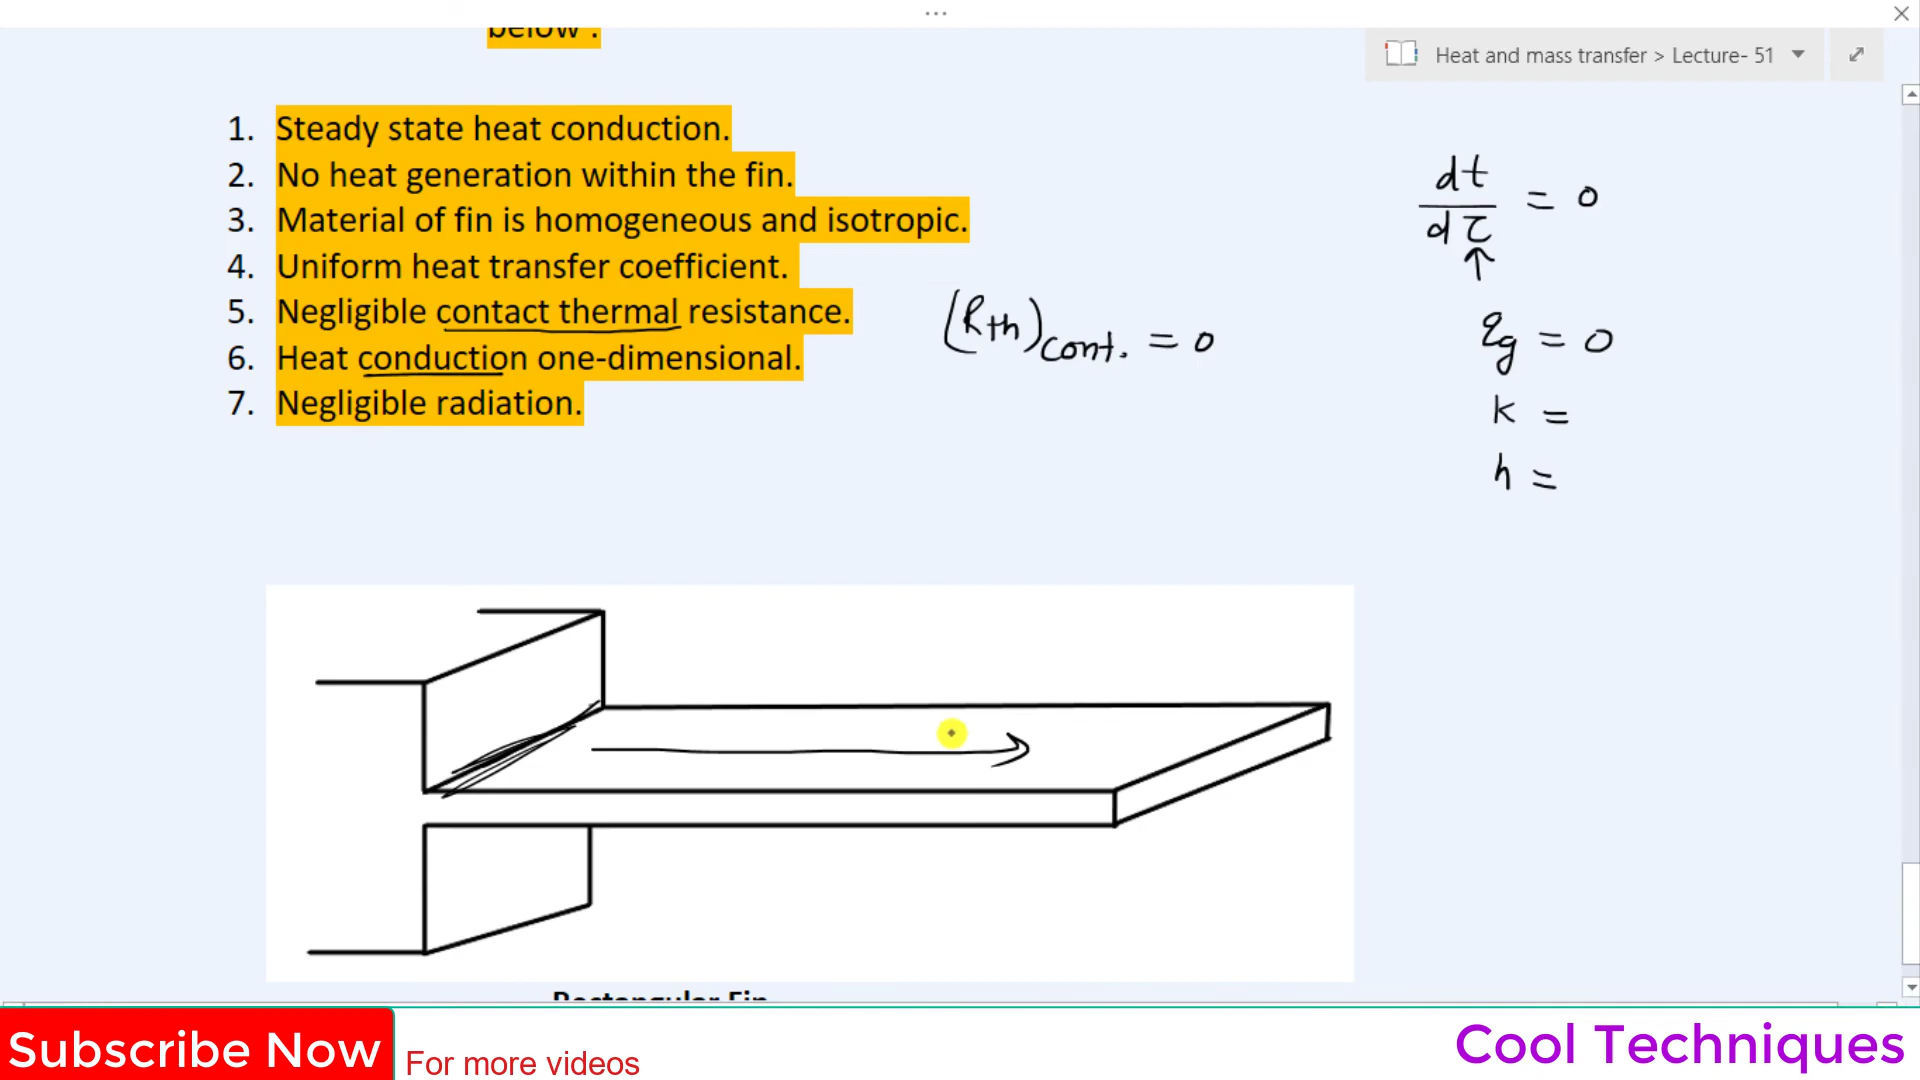 below :
Heat and mass transfer > Lecture- 51
1. Steady state heat conduction.
2. No heat generation within the fin.
3. Material of fin is homogeneous and isotropic.
4. Uniform heat transfer coefficient.
5. Negligible contact thermal resistance.
6. Heat conduction one-dimensional.
7. Negligible radiation.
dt/dτ = 0
(Rth)cont. = 0
qg = 0
k =
h =
Rectangular Fin
Subscribe Now
For more videos
Cool Techniques